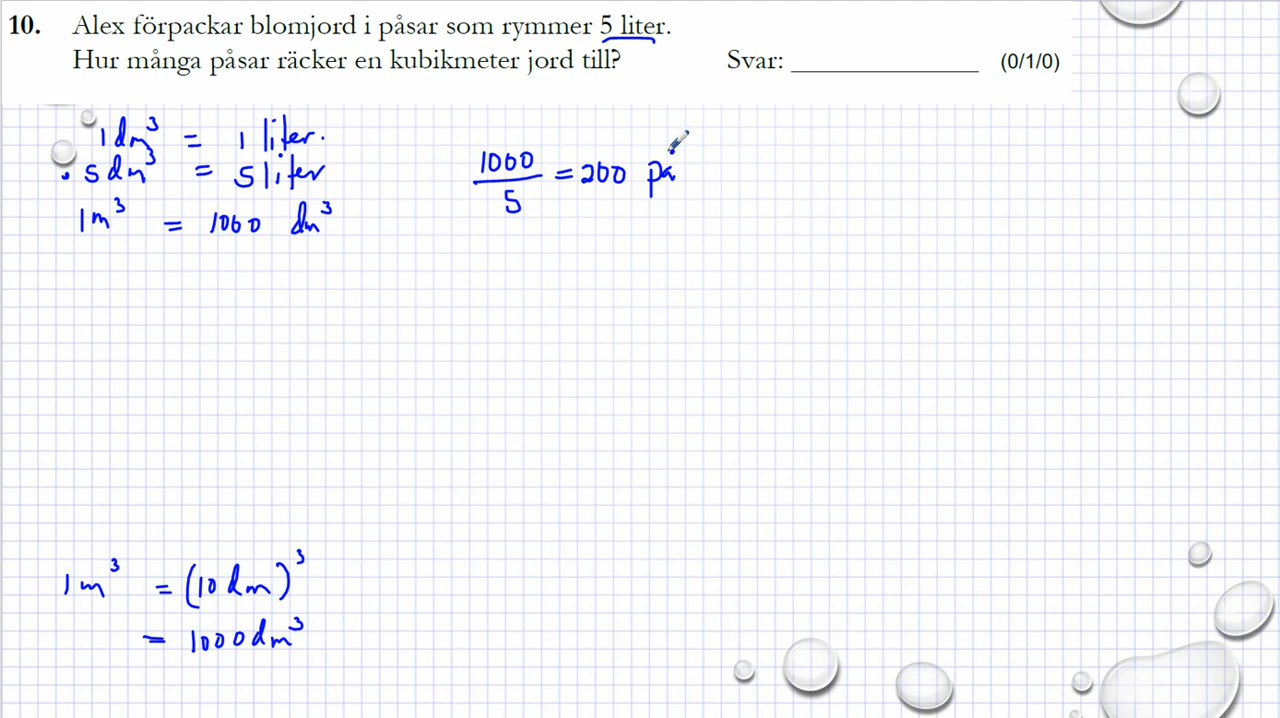 10. Alex förpackar blomjord i påsar som rymmer 5 liter.
Hur många påsar räcker en kubikmeter jord till? Svar: ____________ (0/1/0)
1 dm³ = 1 liter.
5 dm³ = 5 liter
1 m³ = 1000 dm³
1000/5 = 200 på
1 m³ = (10 dm)³
= 1000 dm³